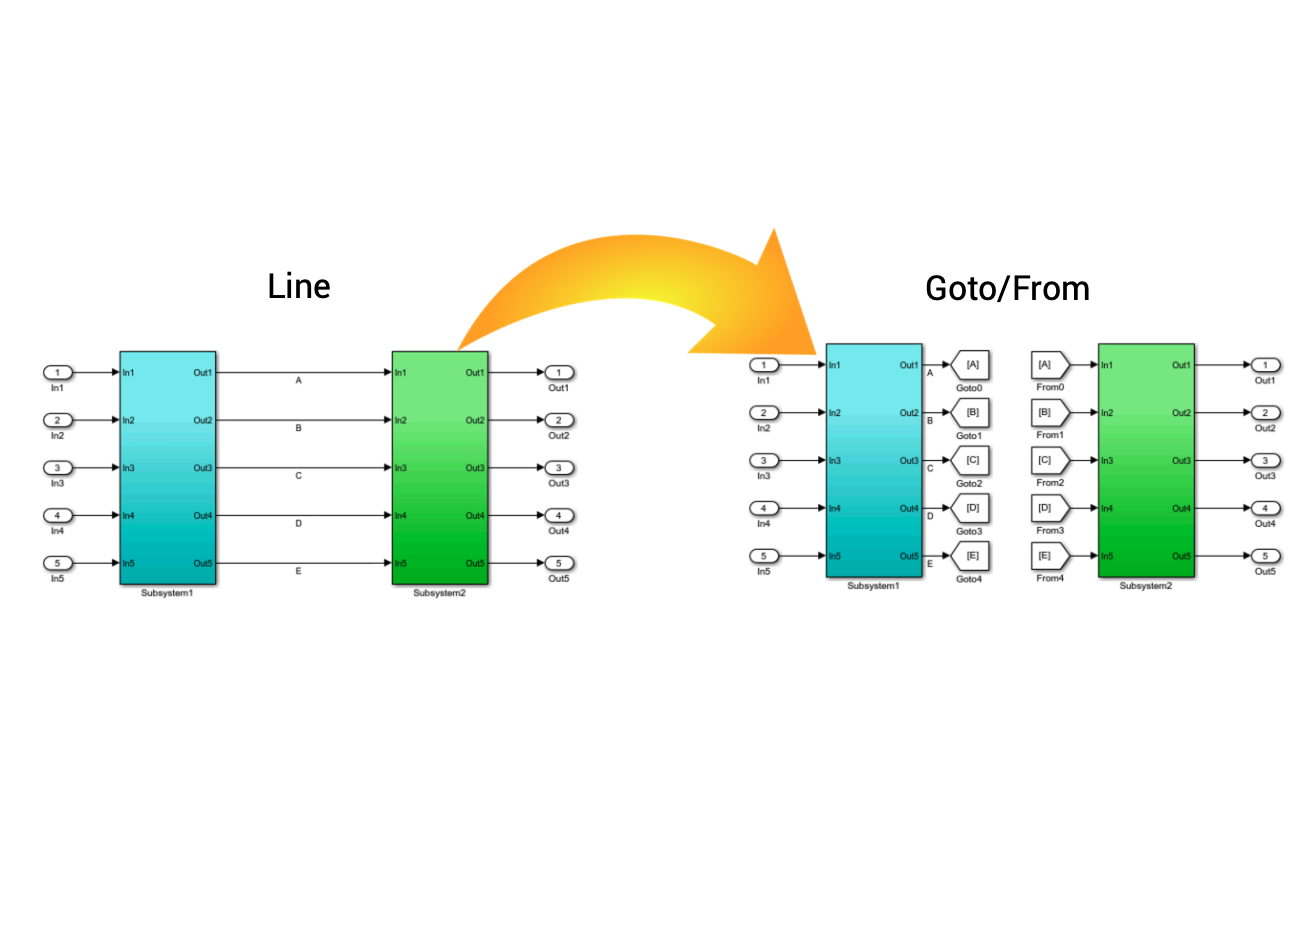 Line
Goto/From
1 In1 Out1 A In1 Out1 1
In1 Out1
2 In2 Out2 B In2 Out2 2
In2 Out2
3 In3 Out3 C In3 Out3 3
In3 Out3
4 In4 Out4 D In4 Out4 4
In4 Out4
5 In5 Out5 E In5 Out5 5
In5 Out5
Subsystem1 Subsystem2
1 In1 Out1 A [A] [A] In1 Out1 1
In1 Goto0 From0 Out1
2 In2 Out2 B [B] [B] In2 Out2 2
In2 Goto1 From1 Out2
3 In3 Out3 C [C] [C] In3 Out3 3
In3 Goto2 From2 Out3
4 In4 Out4 D [D] [D] In4 Out4 4
In4 Goto3 From3 Out4
5 In5 Out5 E [E] [E] In5 Out5 5
In5 Goto4 From4 Out5
Subsystem1 Subsystem2